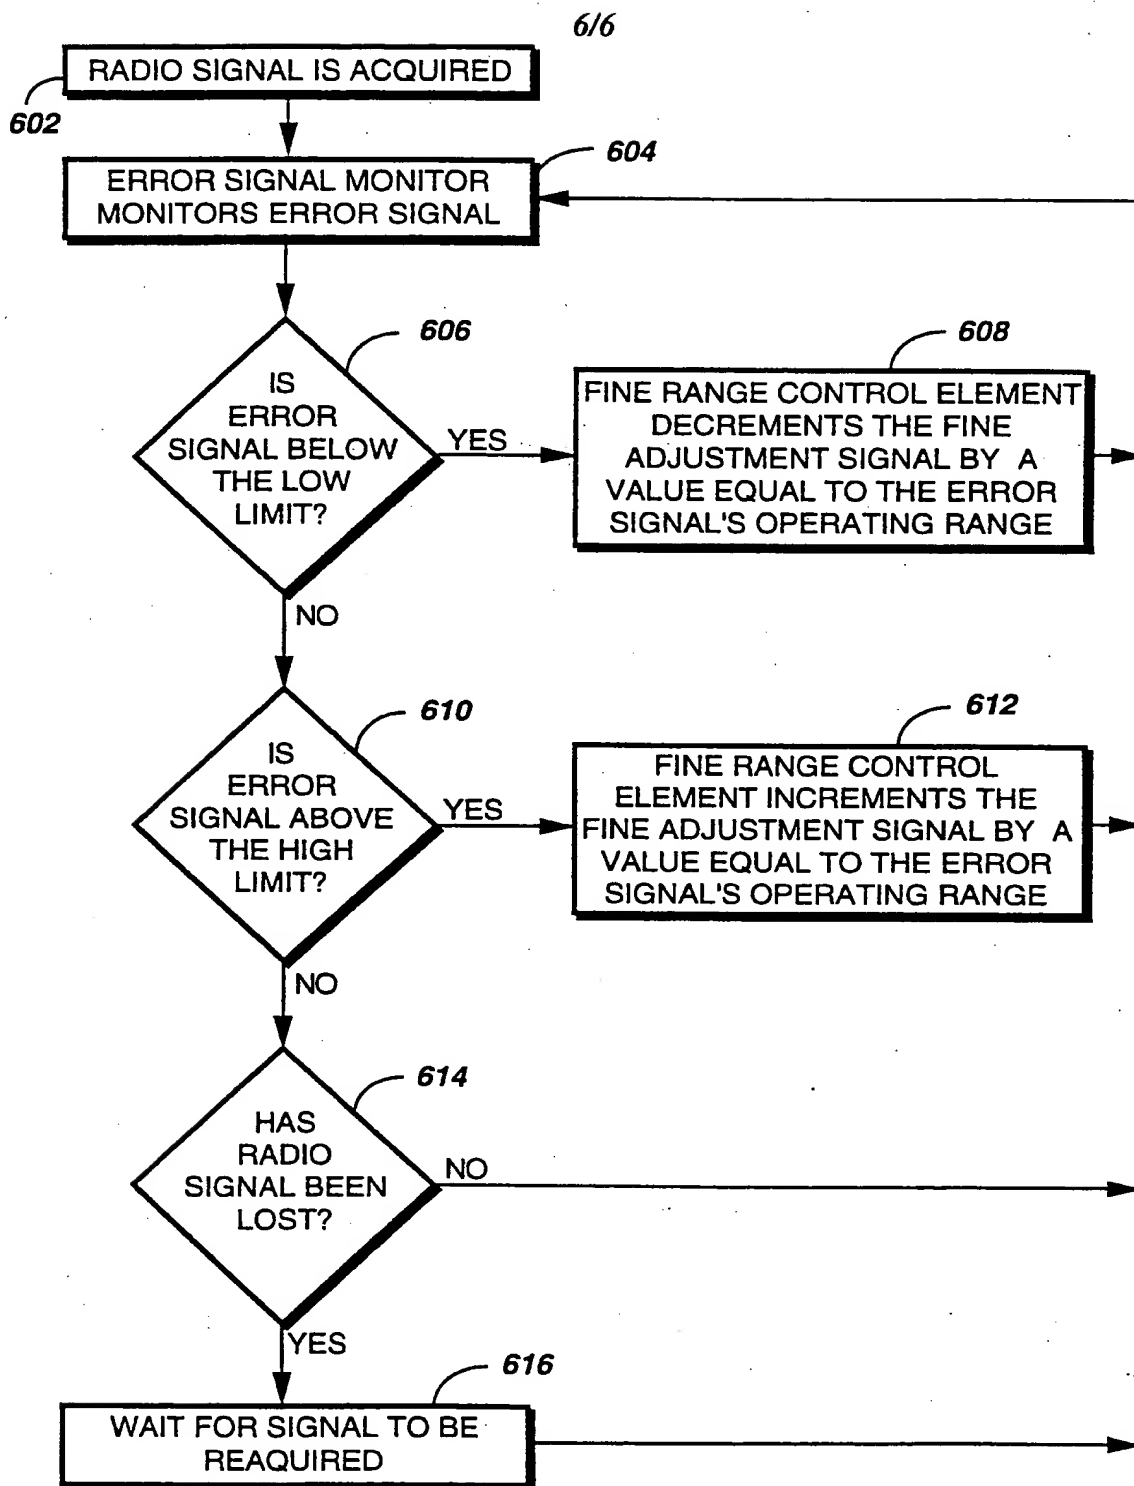 6/6
RADIO SIGNAL IS ACQUIRED
602
604
ERROR SIGNAL MONITOR
MONITORS ERROR SIGNAL
606
IS
ERROR
SIGNAL BELOW
THE LOW
LIMIT?
YES
608
FINE RANGE CONTROL ELEMENT
DECREMENTS THE FINE
ADJUSTMENT SIGNAL BY A
VALUE EQUAL TO THE ERROR
SIGNAL'S OPERATING RANGE
NO
610
IS
ERROR
SIGNAL ABOVE
THE HIGH
LIMIT?
YES
612
FINE RANGE CONTROL
ELEMENT INCREMENTS THE
FINE ADJUSTMENT SIGNAL BY A
VALUE EQUAL TO THE ERROR
SIGNAL'S OPERATING RANGE
NO
614
HAS
RADIO
SIGNAL BEEN
LOST?
NO
YES
616
WAIT FOR SIGNAL TO BE
REAQUIRED